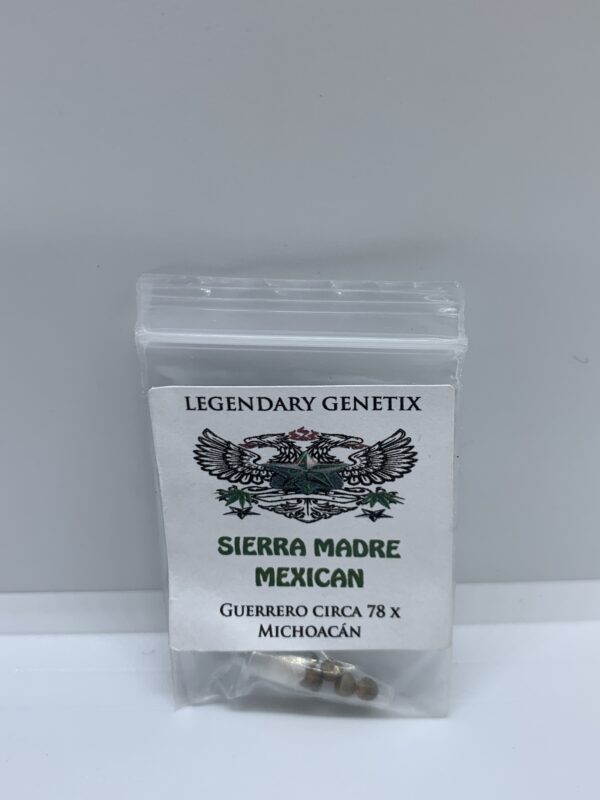 LEGENDARY GENETIX
SIERRA MADRE
MEXICAN
GUERRERO CIRCA 78 X
MICHOACÁN